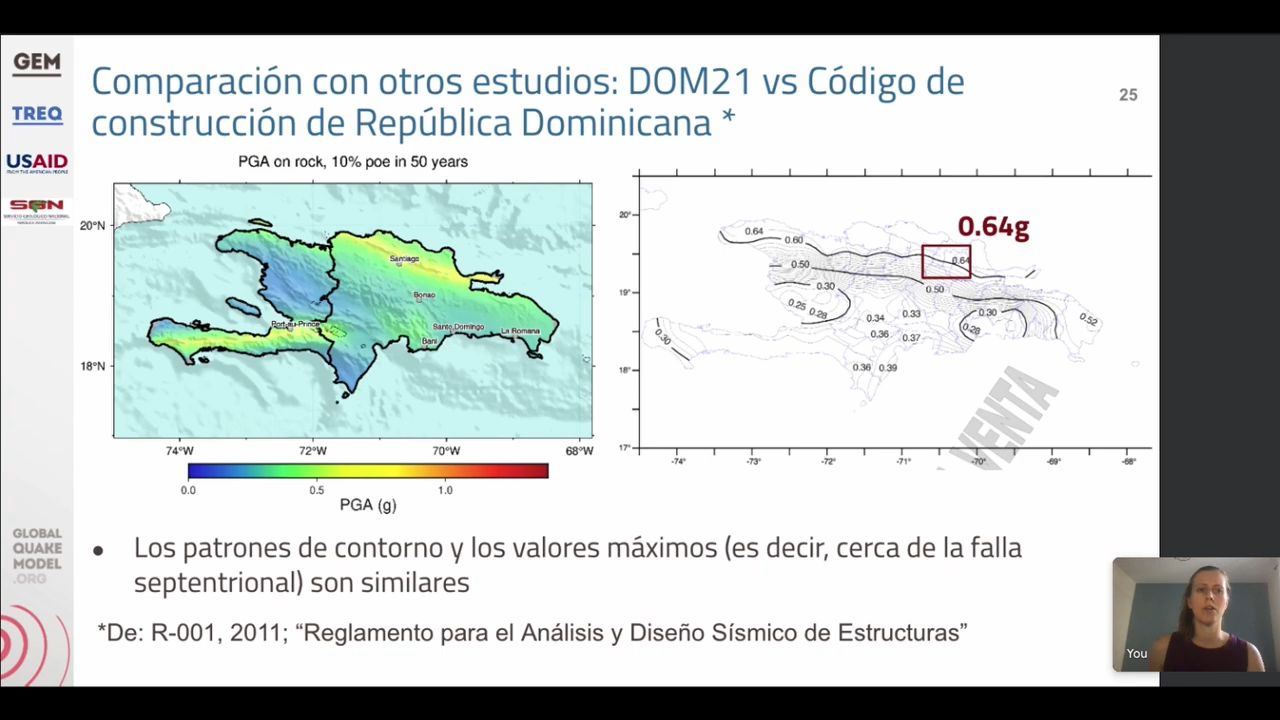 GEM
TREQ
USAID
FROM THE AMERICAN PEOPLE
SGN
SERVICIO GEOLÓGICO NACIONAL
REPÚBLICA DOMINICANA
Comparación con otros estudios: DOM21 vs Código de
construcción de República Dominicana *
25
PGA on rock, 10% poe in 50 years
20°N
18°N
Santiago
Bonao
Port-au-Prince
Santo Domingo
La Romana
Bani
74°W 72°W 70°W 68°W
0.0 0.5 1.0
PGA (g)
0.64g
20°
19°
18°
17°
0.64
0.60
0.64
0.50
0.50
0.30
0.25
0.28
0.34
0.33
0.30
0.28
0.52
0.36
0.37
0.30
0.36
0.39
VENTA
-74° -73° -72° -71° -70° -69° -68°
• Los patrones de contorno y los valores máximos (es decir, cerca de la falla
septentrional) son similares
*De: R-001, 2011; “Reglamento para el Análisis y Diseño Sísmico de Estructuras”
GLOBAL
QUAKE
MODEL
.ORG
You